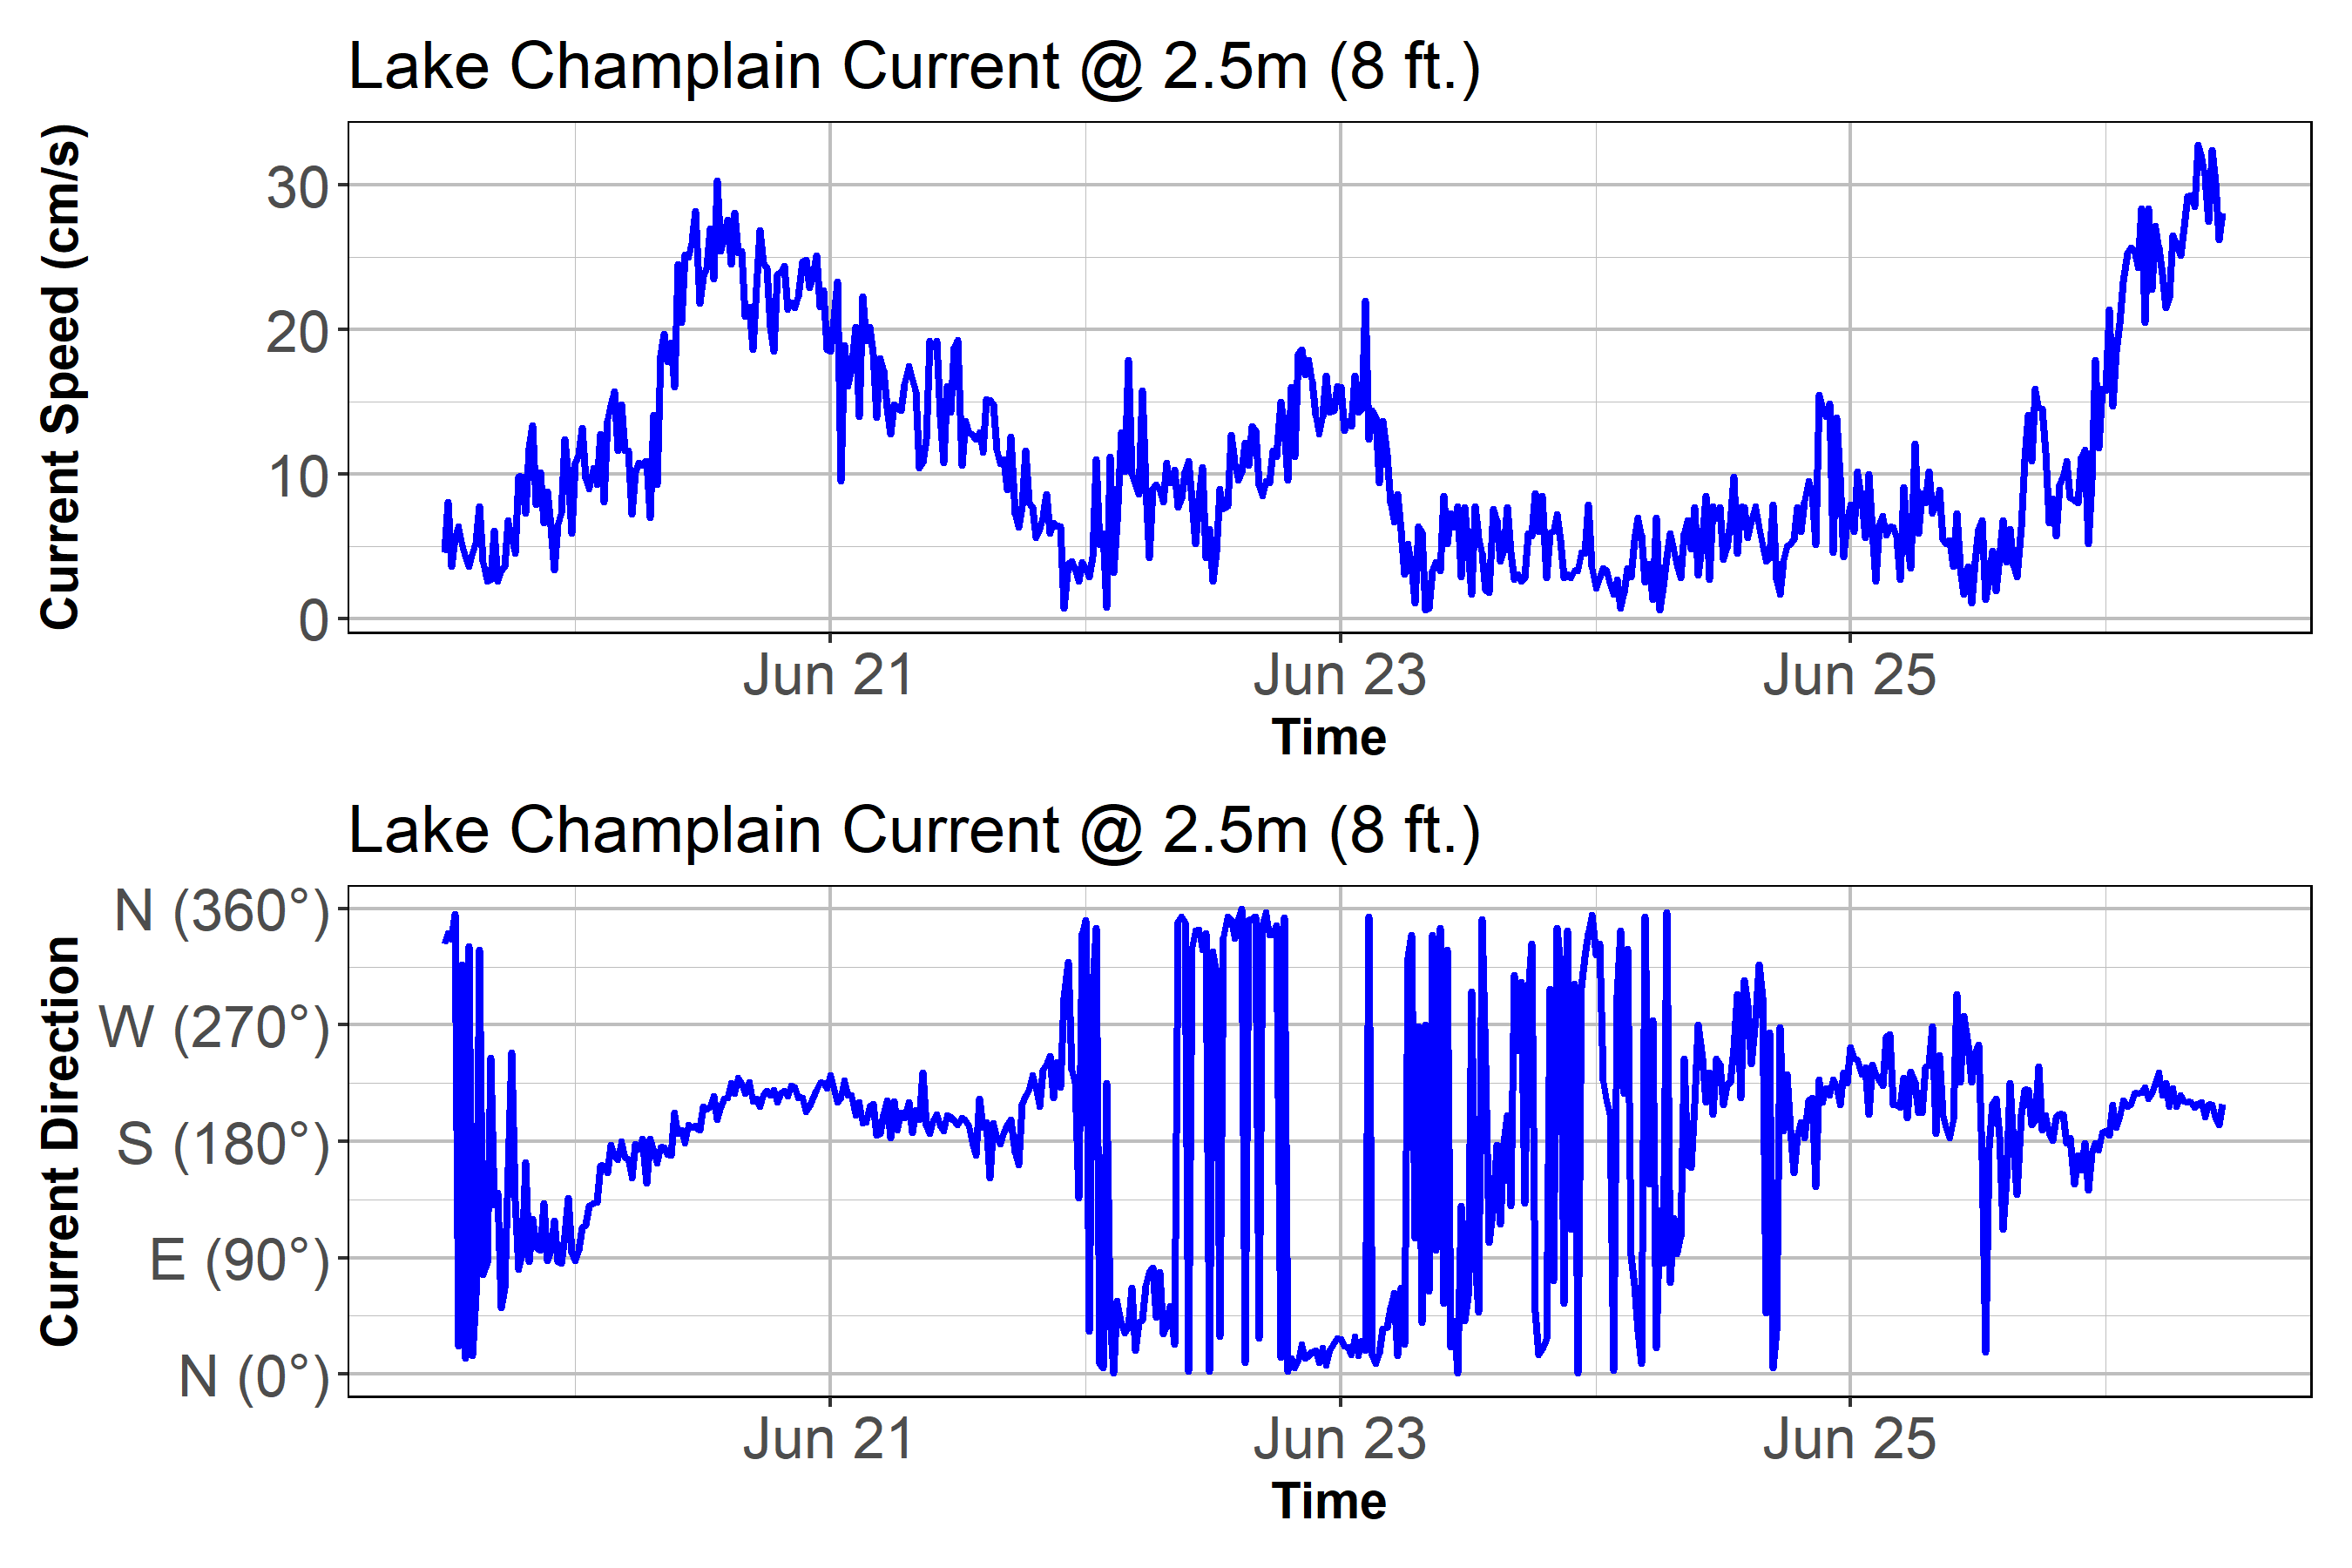 Lake Champlain Current @ 2.5m (8 ft.)
Current Speed (cm/s)
30
20
10
0
Jun 21 Jun 23 Jun 25
Time
Lake Champlain Current @ 2.5m (8 ft.)
Current Direction
N (360°)
W (270°)
S (180°)
E (90°)
N (0°)
Jun 21 Jun 23 Jun 25
Time